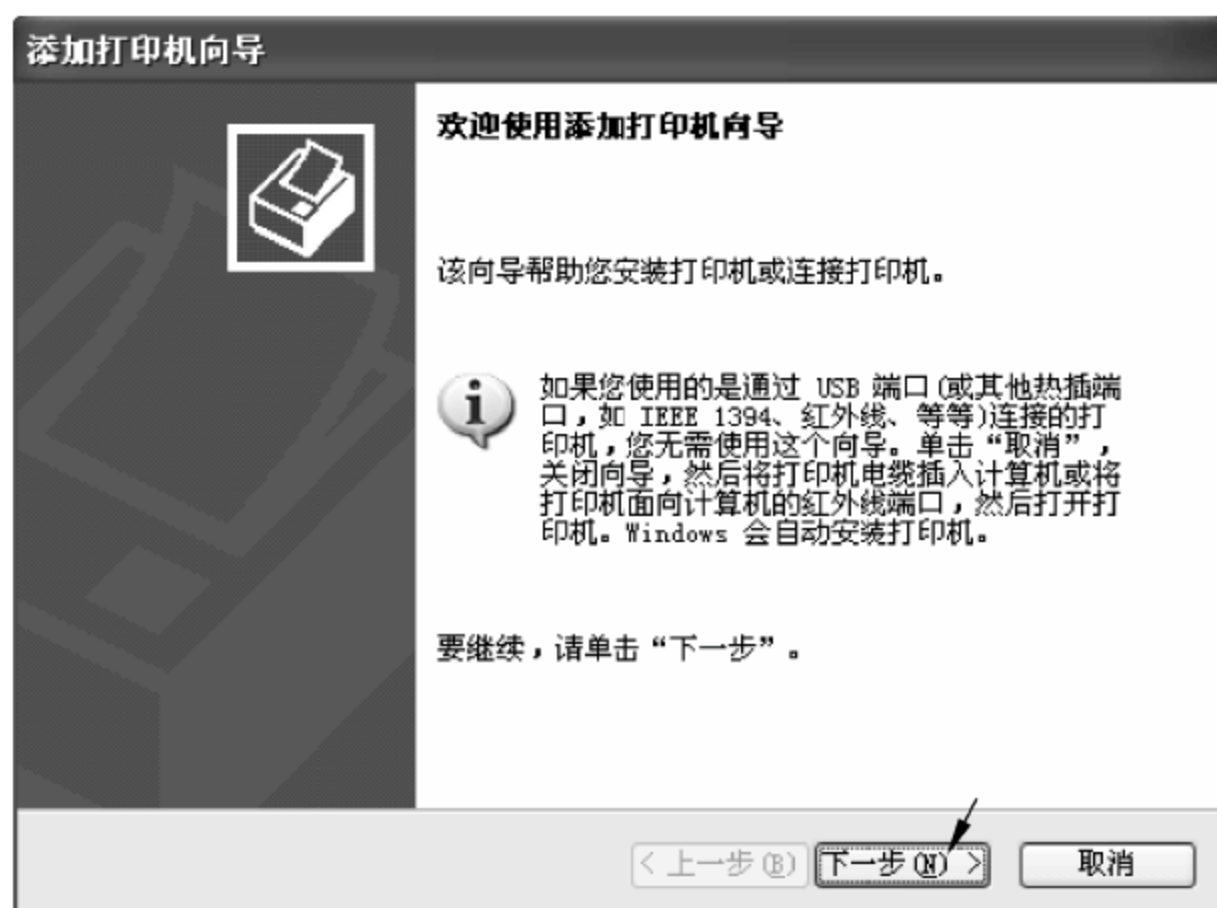 添加打印机向导
欢迎使用添加打印机向导
该向导帮助您安装打印机或连接打印机。
如果您使用的是通过 USB 端口(或其他热插端
口，如 IEEE 1394、红外线、等等)连接的打
印机，您无需使用这个向导。单击“取消”，
关闭向导，然后将打印机电缆插入计算机或将
打印机面向计算机的红外线端口，然后打开打
印机。Windows 会自动安装打印机。
要继续，请单击“下一步”。
< 上一步(B) 下一步(N) > 取消